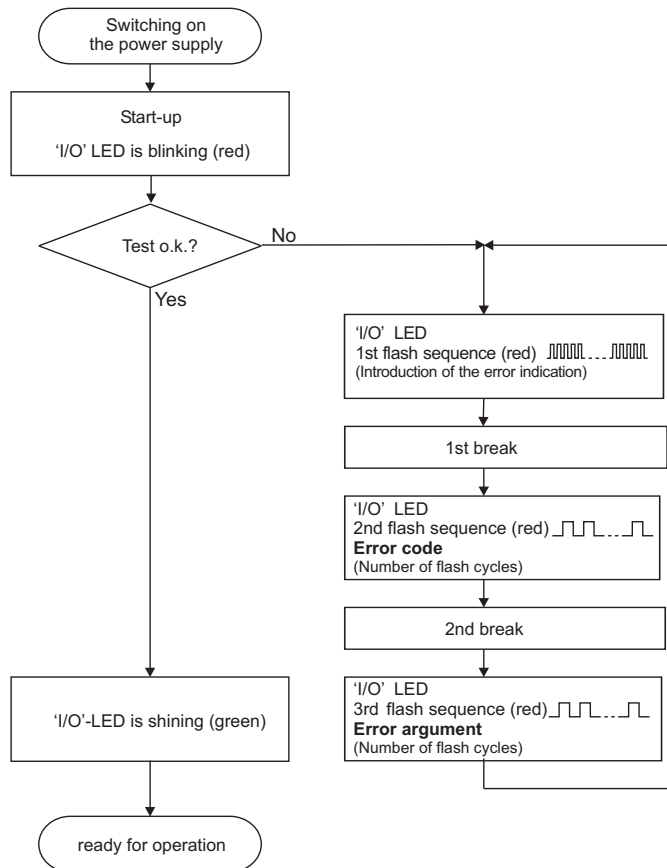 Switching on
the power supply
Start-up
‘I/O’ LED is blinking (red)
Test o.k.?
No
Yes
‘I/O’ LED
1st flash sequence (red)
(Introduction of the error indication)
1st break
‘I/O’ LED
2nd flash sequence (red)
Error code
(Number of flash cycles)
2nd break
‘I/O’ LED
3rd flash sequence (red)
Error argument
(Number of flash cycles)
‘I/O’-LED is shining (green)
ready for operation